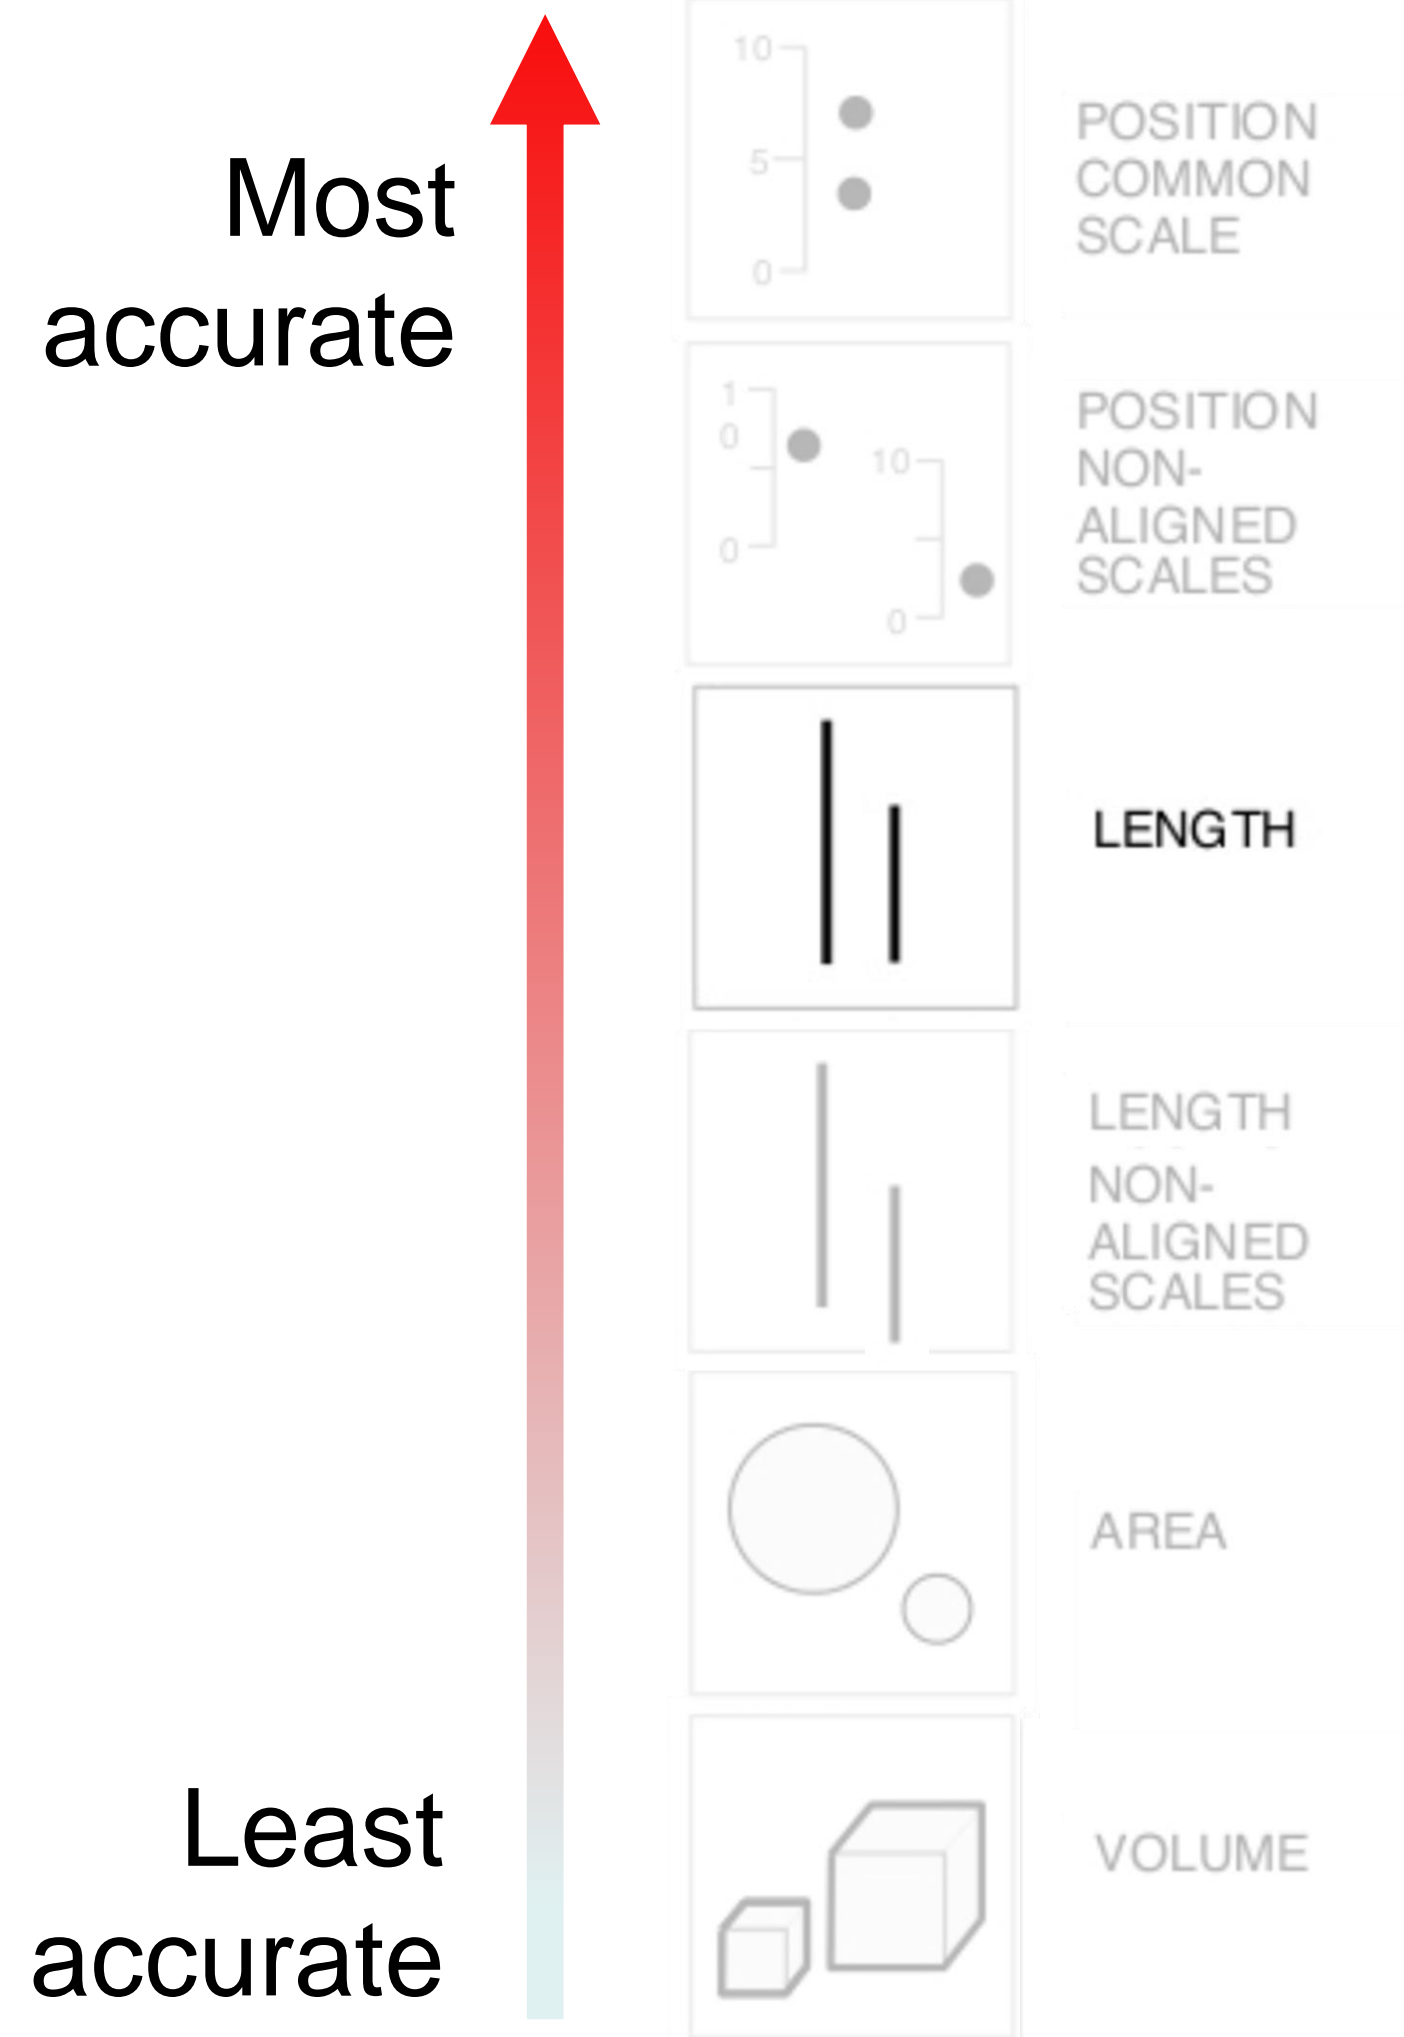 Most
accurate
10
5
0
POSITION
COMMON
SCALE
1
0
0
10
0
POSITION
NON-
ALIGNED
SCALES
LENGTH
LENGTH
NON-
ALIGNED
SCALES
AREA
Least
accurate
VOLUME